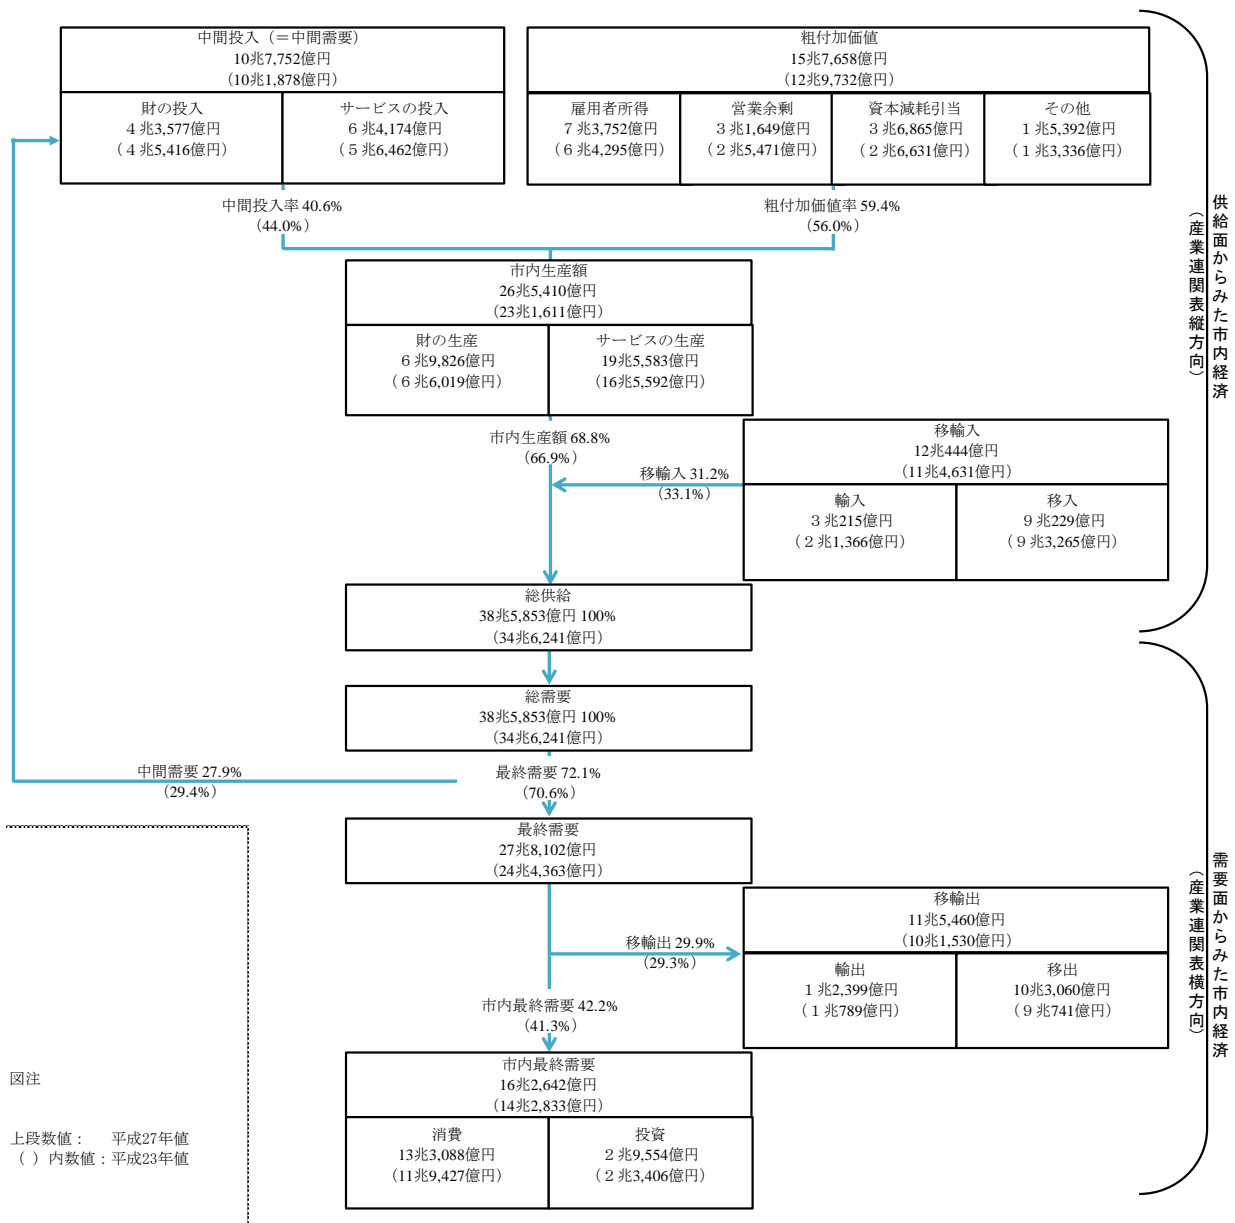 中間投入（＝中間需要）
10兆7,752億円
（10兆1,878億円）
財の投入
４兆3,577億円
（４兆5,416億円）
サービスの投入
６兆4,174億円
（５兆6,462億円）
粗付加価値
15兆7,658億円
（12兆9,732億円）
雇用者所得
７兆3,752億円
（６兆4,295億円）
営業余剰
３兆1,649億円
（２兆5,471億円）
資本減耗引当
３兆6,865億円
（２兆6,631億円）
その他
１兆5,392億円
（１兆3,336億円）
中間投入率 40.6%
（44.0%）
粗付加価値率 59.4%
（56.0%）
市内生産額
26兆5,410億円
（23兆1,611億円）
財の生産
６兆9,826億円
（６兆6,019億円）
サービスの生産
19兆5,583億円
（16兆5,592億円）
市内生産額 68.8%
（66.9%）
移輸入 31.2%
（33.1%）
移輸入
12兆444億円
（11兆4,631億円）
輸入
３兆215億円
（２兆1,366億円）
移入
９兆229億円
（９兆3,265億円）
総供給
38兆5,853億円 100%
（34兆6,241億円）
供給面からみた市内経済
（産業連関表縦方向）
総需要
38兆5,853億円 100%
（34兆6,241億円）
中間需要 27.9%
（29.4%）
最終需要 72.1%
（70.6%）
最終需要
27兆8,102億円
（24兆4,363億円）
移輸出 29.9%
（29.3%）
移輸出
11兆5,460億円
（10兆1,530億円）
輸出
１兆2,399億円
（１兆789億円）
移出
10兆3,060億円
（９兆741億円）
市内最終需要 42.2%
（41.3%）
市内最終需要
16兆2,642億円
（14兆2,833億円）
消費
13兆3,088億円
（11兆9,427億円）
投資
２兆9,554億円
（２兆3,406億円）
需要面からみた市内経済
（産業連関表横方向）
図注
上段数値： 平成27年値
（ ）内数値：平成23年値